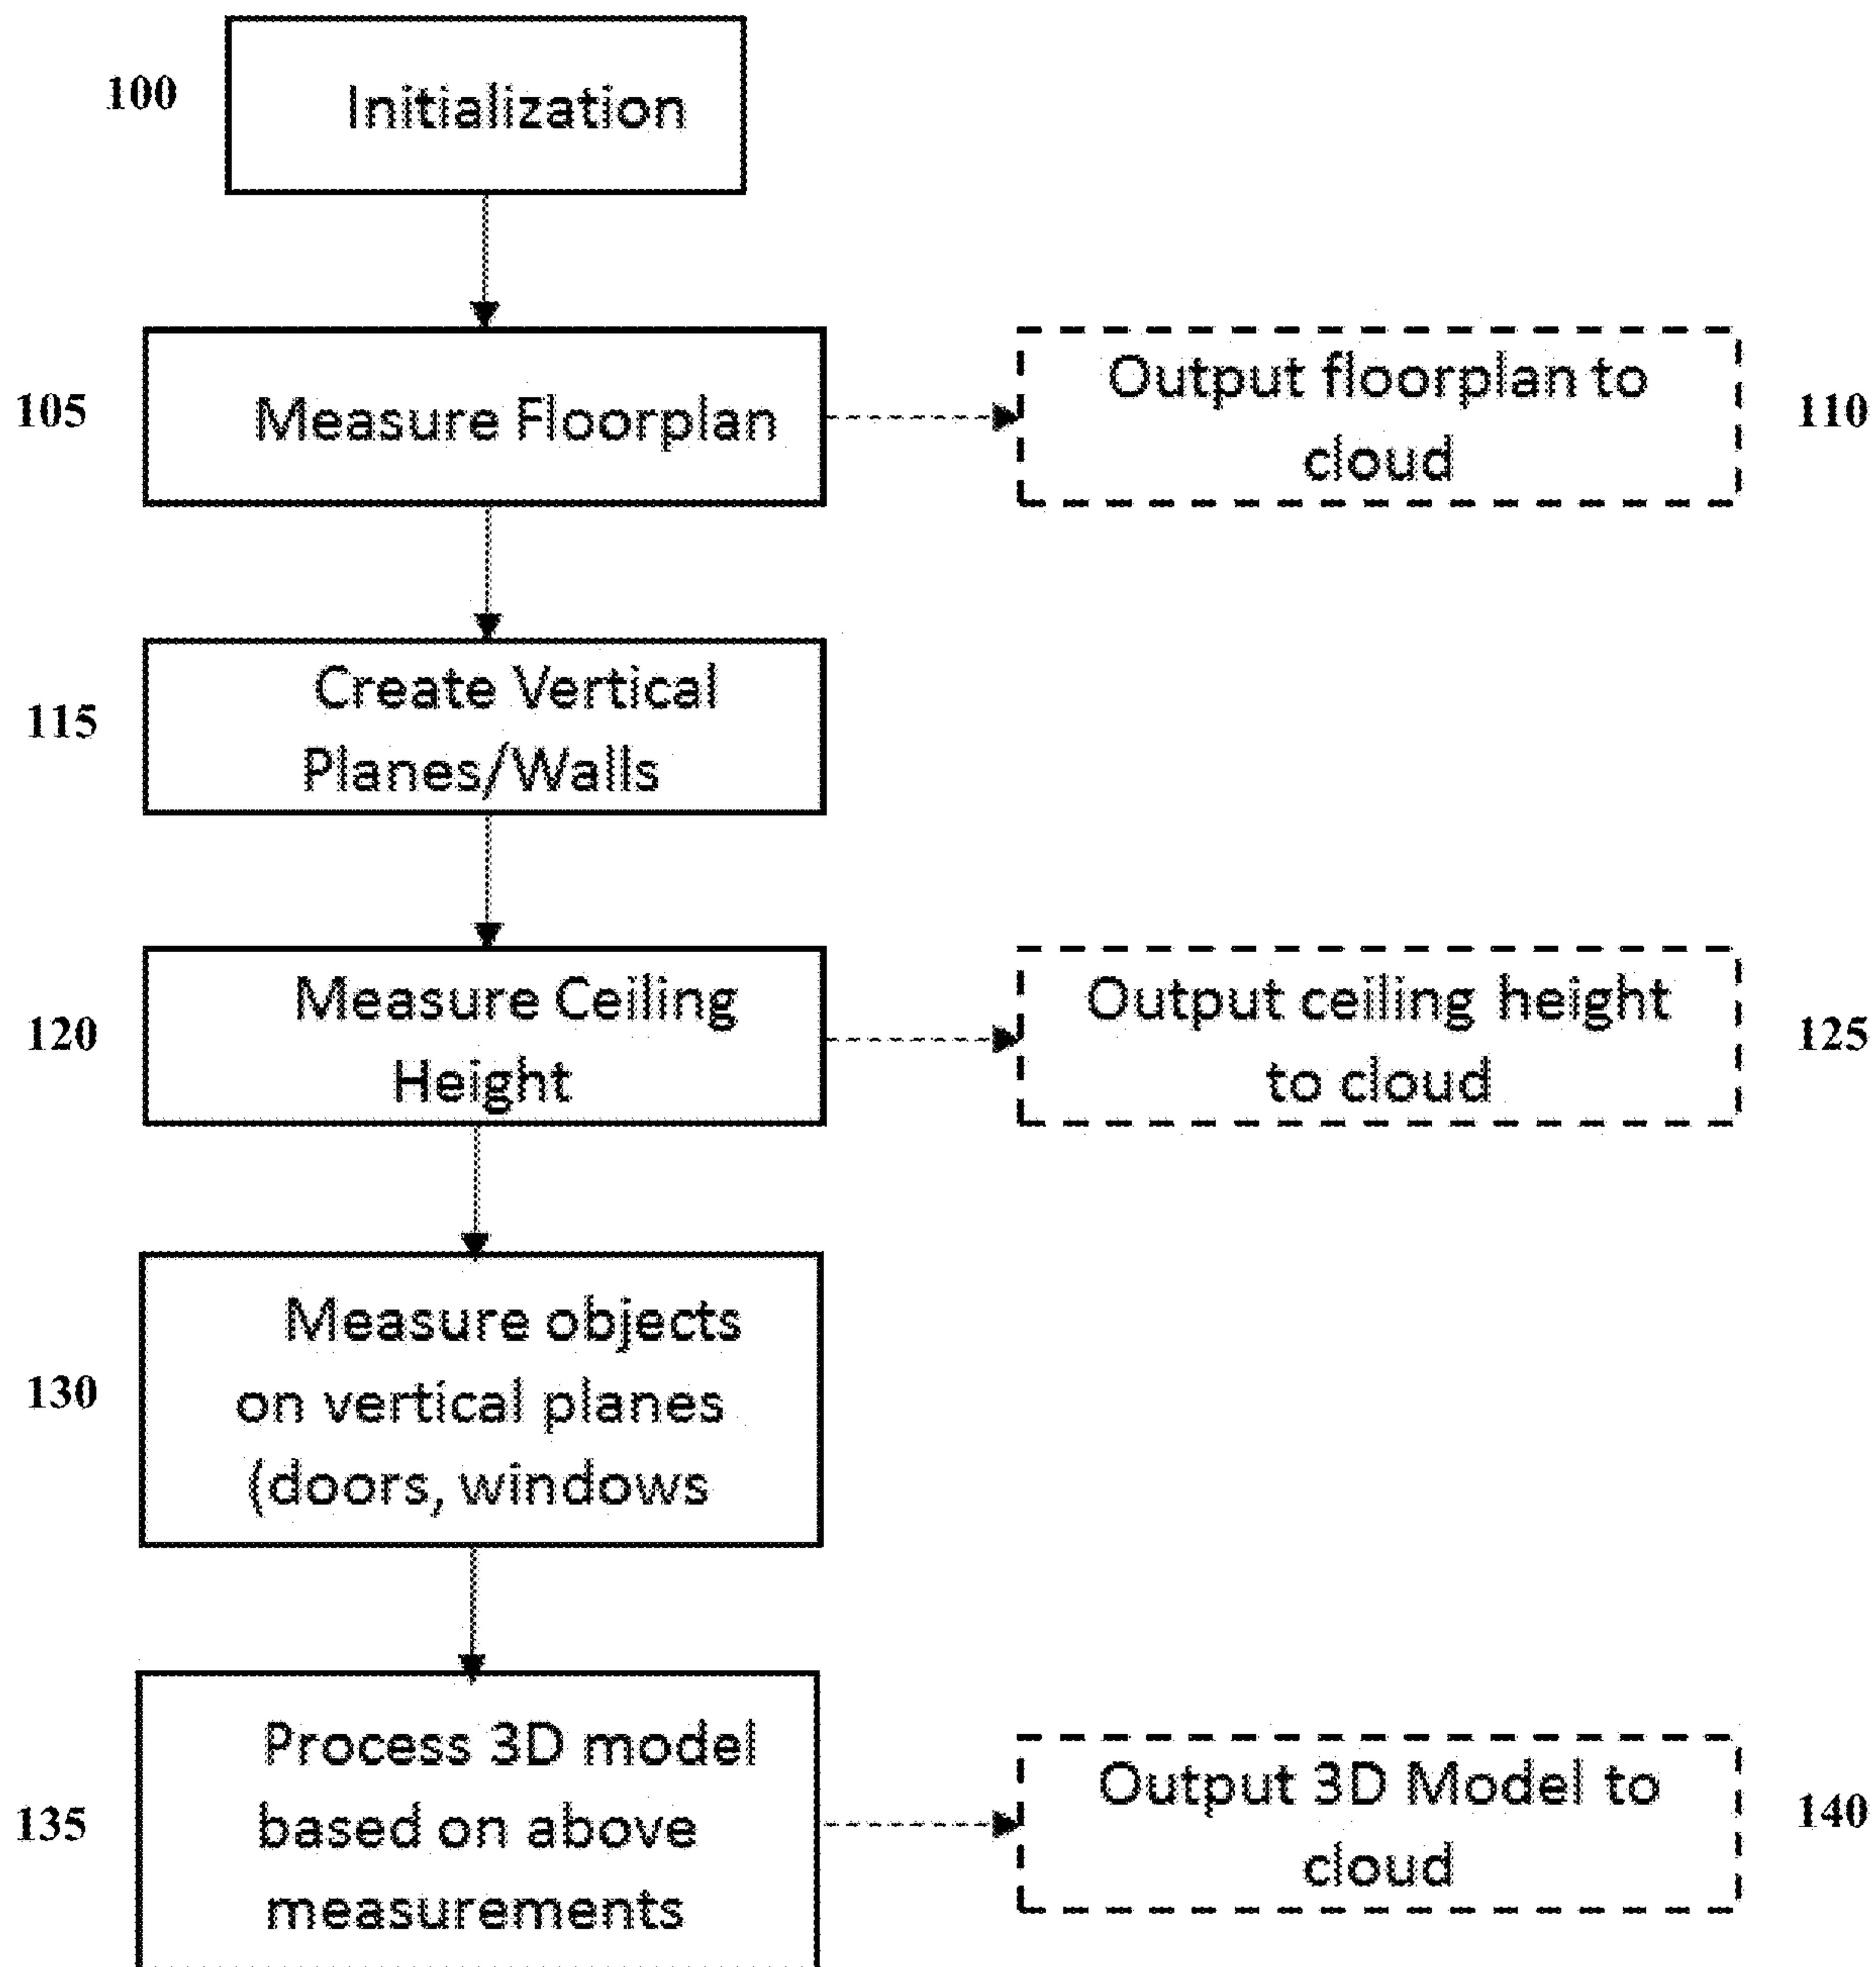 100
Initialization
105
Measure Floorplan
Output floorplan to
cloud
110
115
Create Vertical
Planes/Walls
120
Measure Ceiling
Height
Output ceiling height
to cloud
125
130
Measure objects
on vertical planes
(doors, windows
135
Process 3D model
based on above
measurements
Output 3D Model to
cloud
140